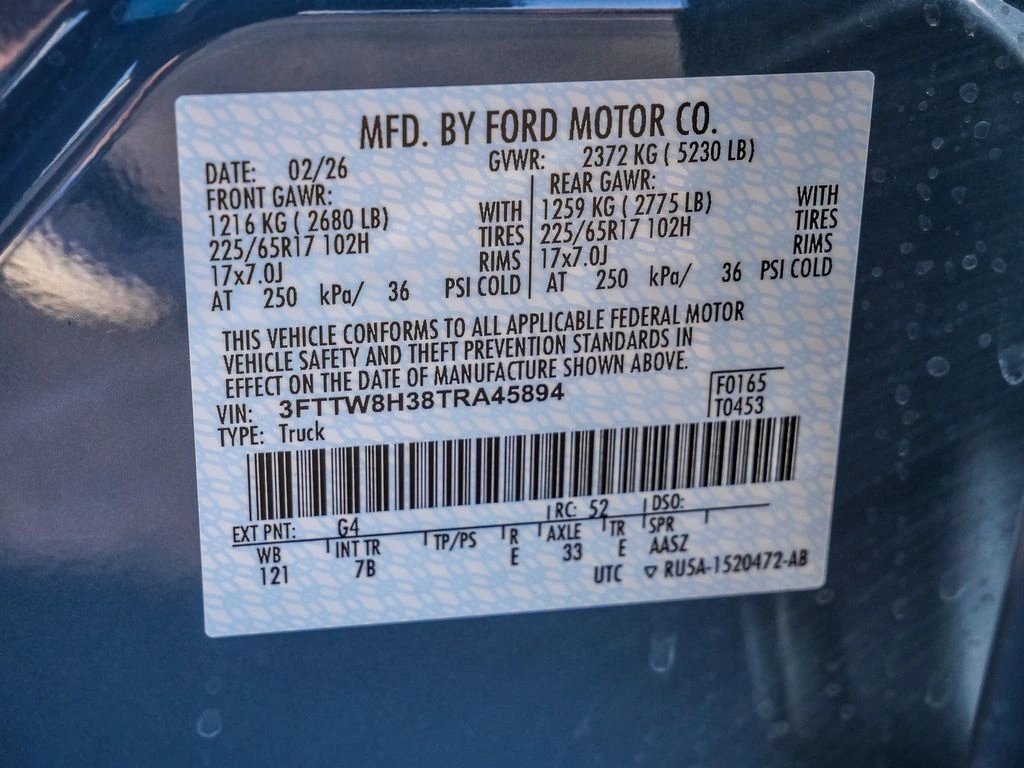 MFD. BY FORD MOTOR CO.
DATE: 02/26 GVWR: 2372 KG ( 5230 LB)
FRONT GAWR: REAR GAWR:
1216 KG ( 2680 LB) WITH 1259 KG ( 2775 LB) WITH
225/65R17 102H TIRES 225/65R17 102H TIRES
17x7.0J RIMS 17x7.0J RIMS
AT 250 kPa/ 36 PSI COLD AT 250 kPa/ 36 PSI COLD
THIS VEHICLE CONFORMS TO ALL APPLICABLE FEDERAL MOTOR
VEHICLE SAFETY AND THEFT PREVENTION STANDARDS IN
EFFECT ON THE DATE OF MANUFACTURE SHOWN ABOVE.
VIN: 3FTTW8H38TRA45894 F0165
TYPE: Truck T0453
EXT PNT: G4 RC: 52 DSO:
WB INT TR TP/PS R AXLE TR SPR
121 7B E 33 E AASZ
UTC ▽ RU5A-1520472-AB